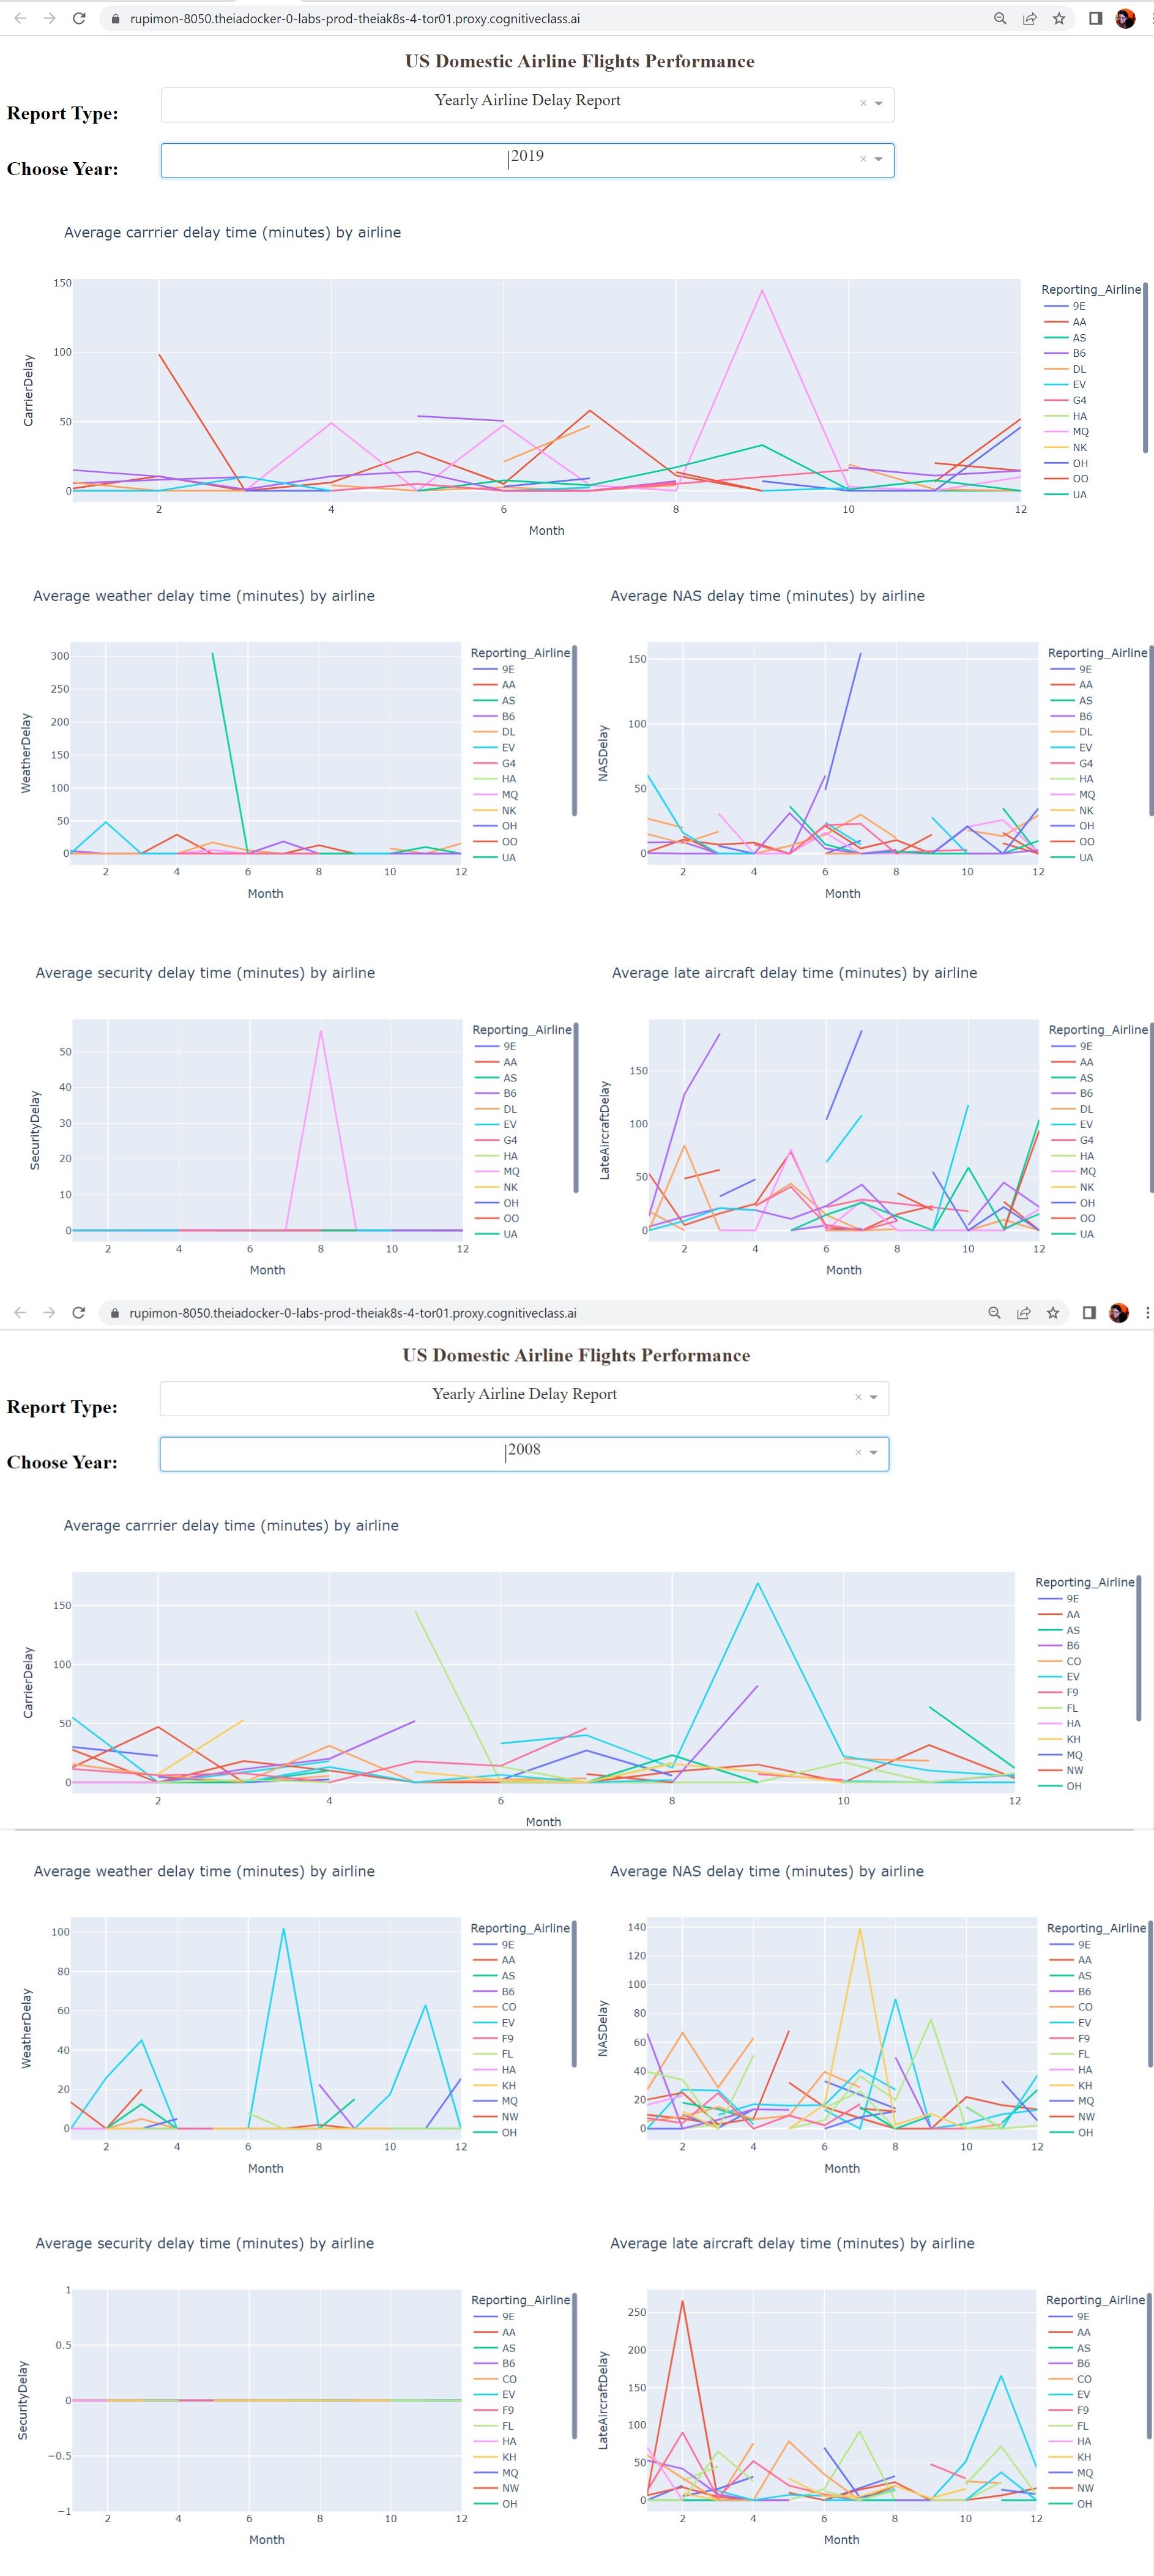 rupimon-8050.theiadocker-0-labs-prod-theiak8s-4-tor01.proxy.cognitiveclass.ai
US Domestic Airline Flights Performance
Report Type:
Yearly Airline Delay Report
Choose Year:
2019
Average carrrier delay time (minutes) by airline
CarrierDelay
150
100
50
0
2
4
6
8
10
12
Month
Reporting_Airline
9E
AA
AS
B6
DL
EV
G4
HA
MQ
NK
OH
OO
UA
Average weather delay time (minutes) by airline
WeatherDelay
300
250
200
150
100
50
0
2
4
6
8
10
12
Month
Reporting_Airline
9E
AA
AS
B6
DL
EV
G4
HA
MQ
NK
OH
OO
UA
Average NAS delay time (minutes) by airline
NASDelay
150
100
50
0
2
4
6
8
10
12
Month
Reporting_Airline
9E
AA
AS
B6
DL
EV
G4
HA
MQ
NK
OH
OO
UA
Average security delay time (minutes) by airline
SecurityDelay
50
40
30
20
10
0
2
4
6
8
10
12
Month
Reporting_Airline
9E
AA
AS
B6
DL
EV
G4
HA
MQ
NK
OH
OO
UA
Average late aircraft delay time (minutes) by airline
LateAircraftDelay
150
100
50
0
2
4
6
8
10
12
Month
Reporting_Airline
9E
AA
AS
B6
DL
EV
G4
HA
MQ
NK
OH
OO
UA
rupimon-8050.theiadocker-0-labs-prod-theiak8s-4-tor01.proxy.cognitiveclass.ai
US Domestic Airline Flights Performance
Report Type:
Yearly Airline Delay Report
Choose Year:
2008
Average carrrier delay time (minutes) by airline
CarrierDelay
150
100
50
0
2
4
6
8
10
12
Month
Reporting_Airline
9E
AA
AS
B6
CO
EV
F9
FL
HA
KH
MQ
NW
OH
Average weather delay time (minutes) by airline
WeatherDelay
100
80
60
40
20
0
2
4
6
8
10
12
Month
Reporting_Airline
9E
AA
AS
B6
CO
EV
F9
FL
HA
KH
MQ
NW
OH
Average NAS delay time (minutes) by airline
NASDelay
140
120
100
80
60
40
20
0
2
4
6
8
10
12
Month
Reporting_Airline
9E
AA
AS
B6
CO
EV
F9
FL
HA
KH
MQ
NW
OH
Average security delay time (minutes) by airline
SecurityDelay
1
0.5
0
−0.5
−1
2
4
6
8
10
12
Month
Reporting_Airline
9E
AA
AS
B6
CO
EV
F9
FL
HA
KH
MQ
NW
OH
Average late aircraft delay time (minutes) by airline
LateAircraftDelay
250
200
150
100
50
0
2
4
6
8
10
12
Month
Reporting_Airline
9E
AA
AS
B6
CO
EV
F9
FL
HA
KH
MQ
NW
OH